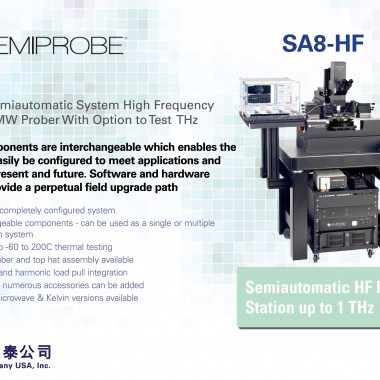 EMIPROBE
SA8-HF
miautomatic System High Frequency
MW Prober With Option to Test THz
ponents are interchangeable which enables the
asily be configured to meet applications and
resent and future. Software and hardware
ovide a perpetual field upgrade path
completely configured system
geable components - can be used as a single or multiple
n system
o -60 to 200C thermal testing
ber and top hat assembly available
and harmonic load pull integration
numerous accessories can be added
icrowave & Kelvin versions available
Semiautomatic HF
Station up to 1 THz
泰公司
any USA, Inc.